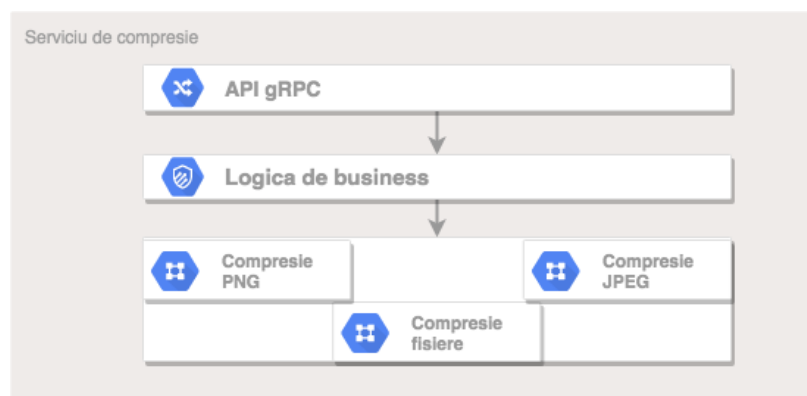 Serviciu de compresie
API gRPC
Logica de business
Compresie
PNG
Compresie
JPEG
Compresie
fisiere